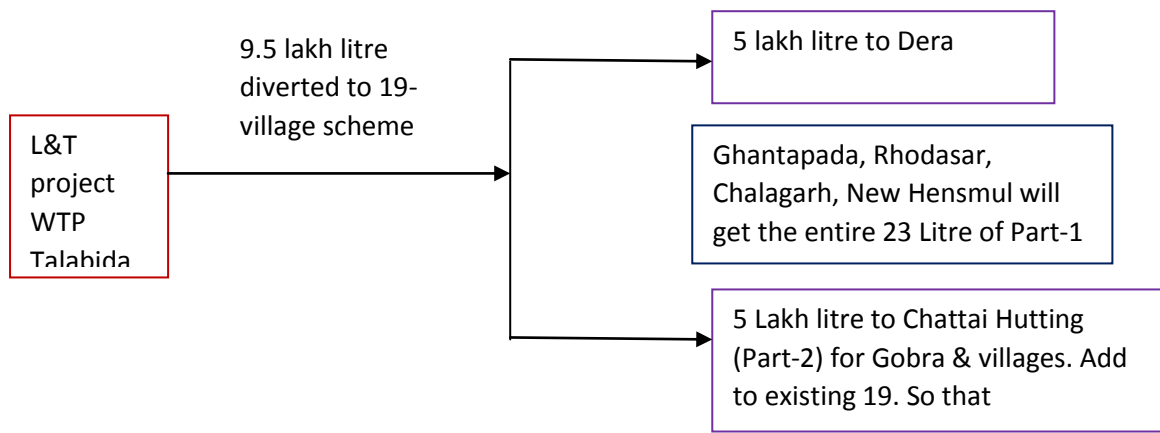 9.5 lakh litre
diverted to 19-
village scheme
L&T
project
WTP
Talabida
5 lakh litre to Dera
Ghantapada, Rhodasar,
Chalagarh, New Hensmul will
get the entire 23 Litre of Part-1
5 Lakh litre to Chattai Hutting
(Part-2) for Gobra & villages. Add
to existing 19. So that